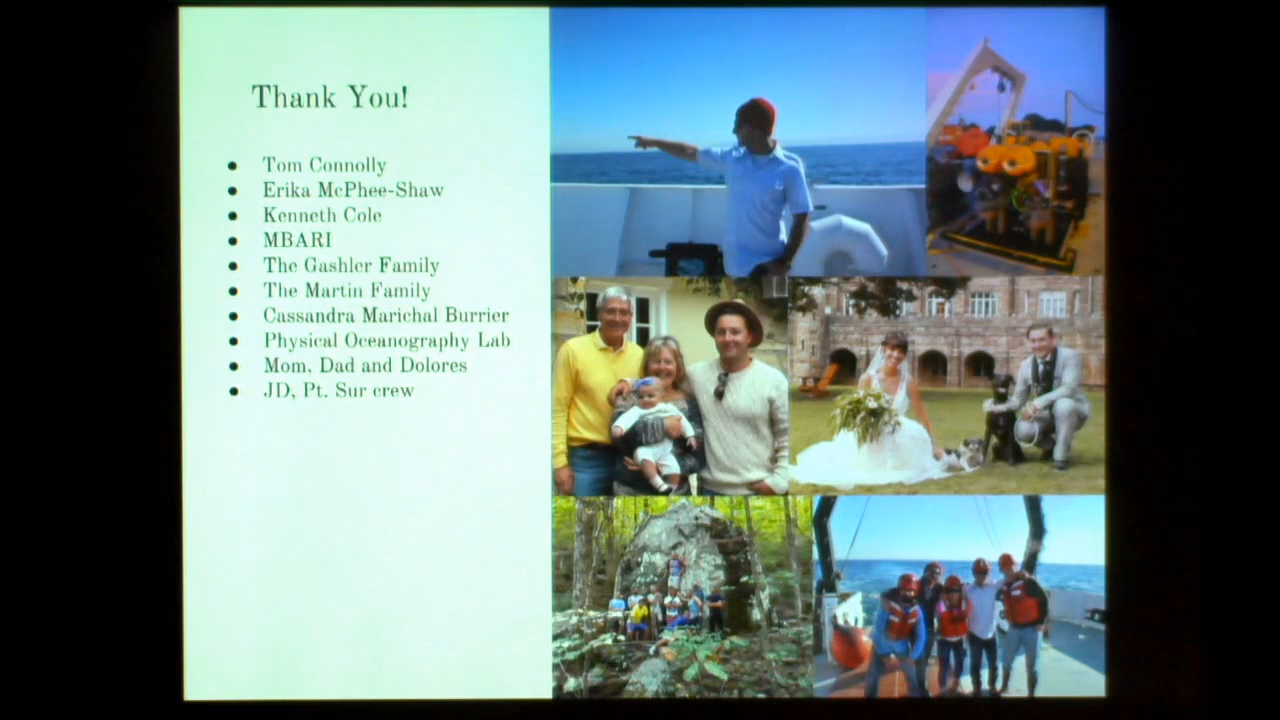 Thank You!
● Tom Connolly
● Erika McPhee-Shaw
● Kenneth Cole
● MBARI
● The Gashler Family
● The Martin Family
● Cassandra Marichal Burrier
● Physical Oceanography Lab
● Mom, Dad and Dolores
● JD, Pt. Sur crew